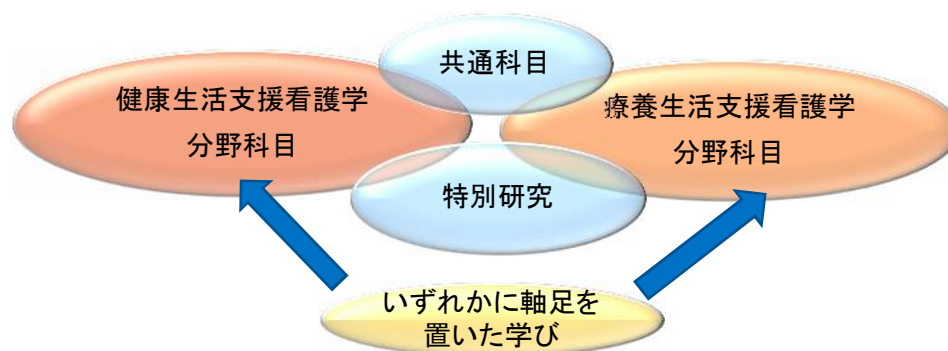 共通科目
健康生活支援看護学
分野科目
療養生活支援看護学
分野科目
特別研究
いずれかに軸足を
置いた学び